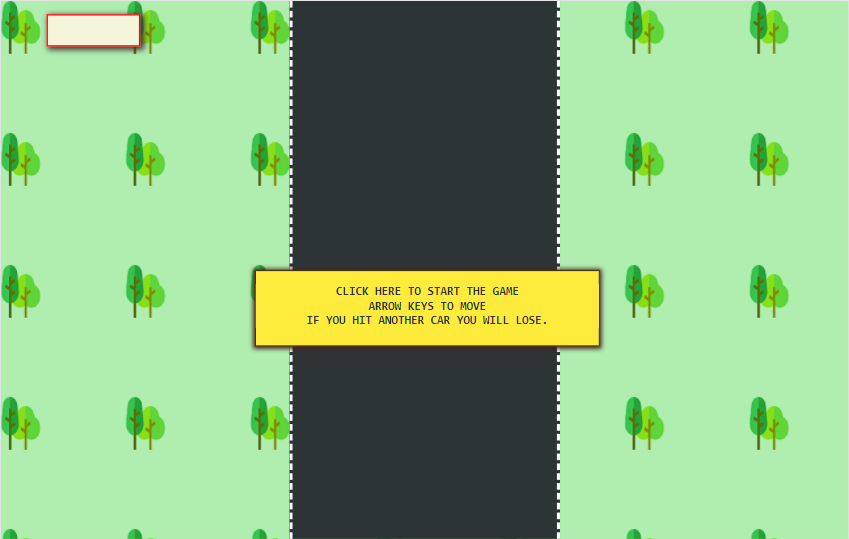 CLICK HERE TO START THE GAME
ARROW KEYS TO MOVE
IF YOU HIT ANOTHER CAR YOU WILL LOSE.